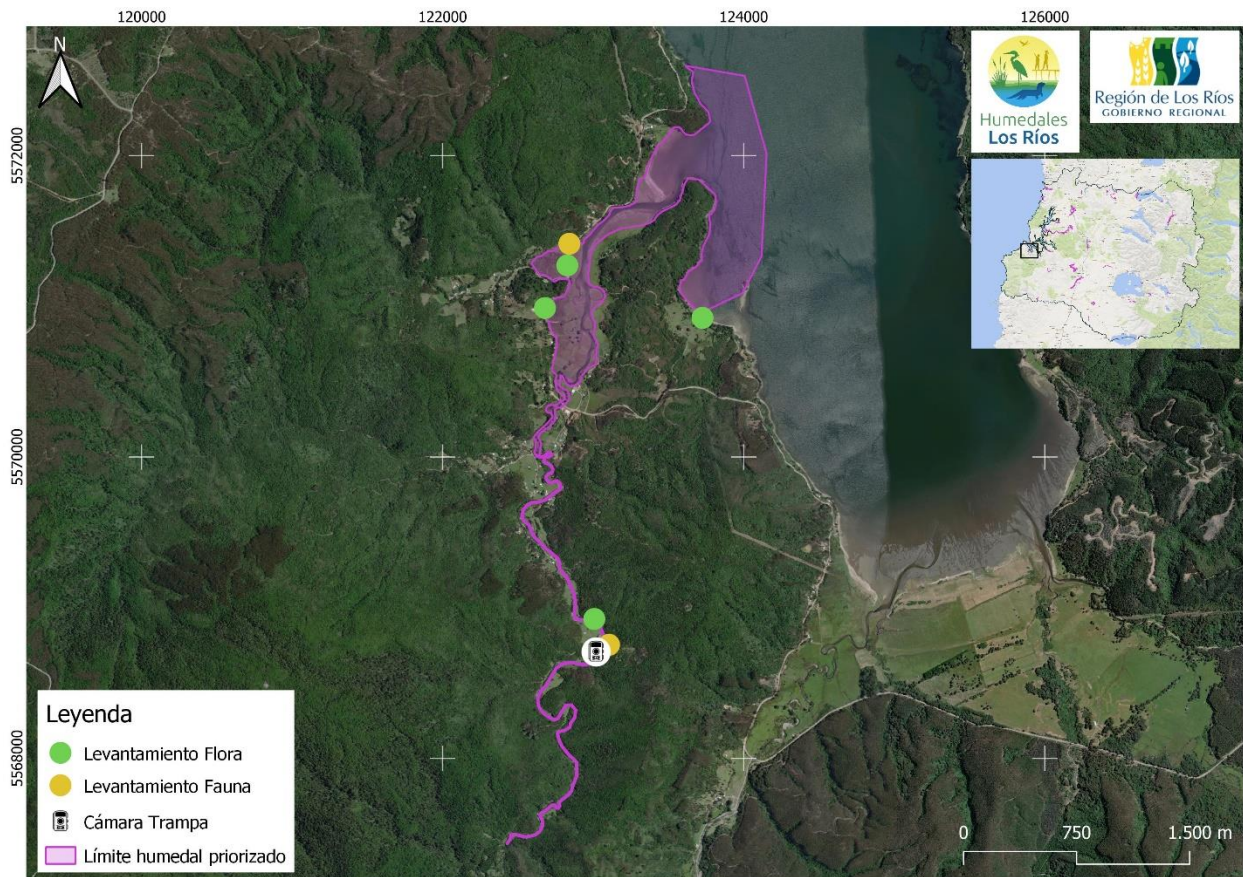 120000
122000
124000
126000
N
Humedales
Los Ríos
Región de Los Ríos
GOBIERNO REGIONAL
5572000
5570000
5568000
Leyenda
Levantamiento Flora
Levantamiento Fauna
Cámara Trampa
Límite humedal priorizado
0 750 1.500 m